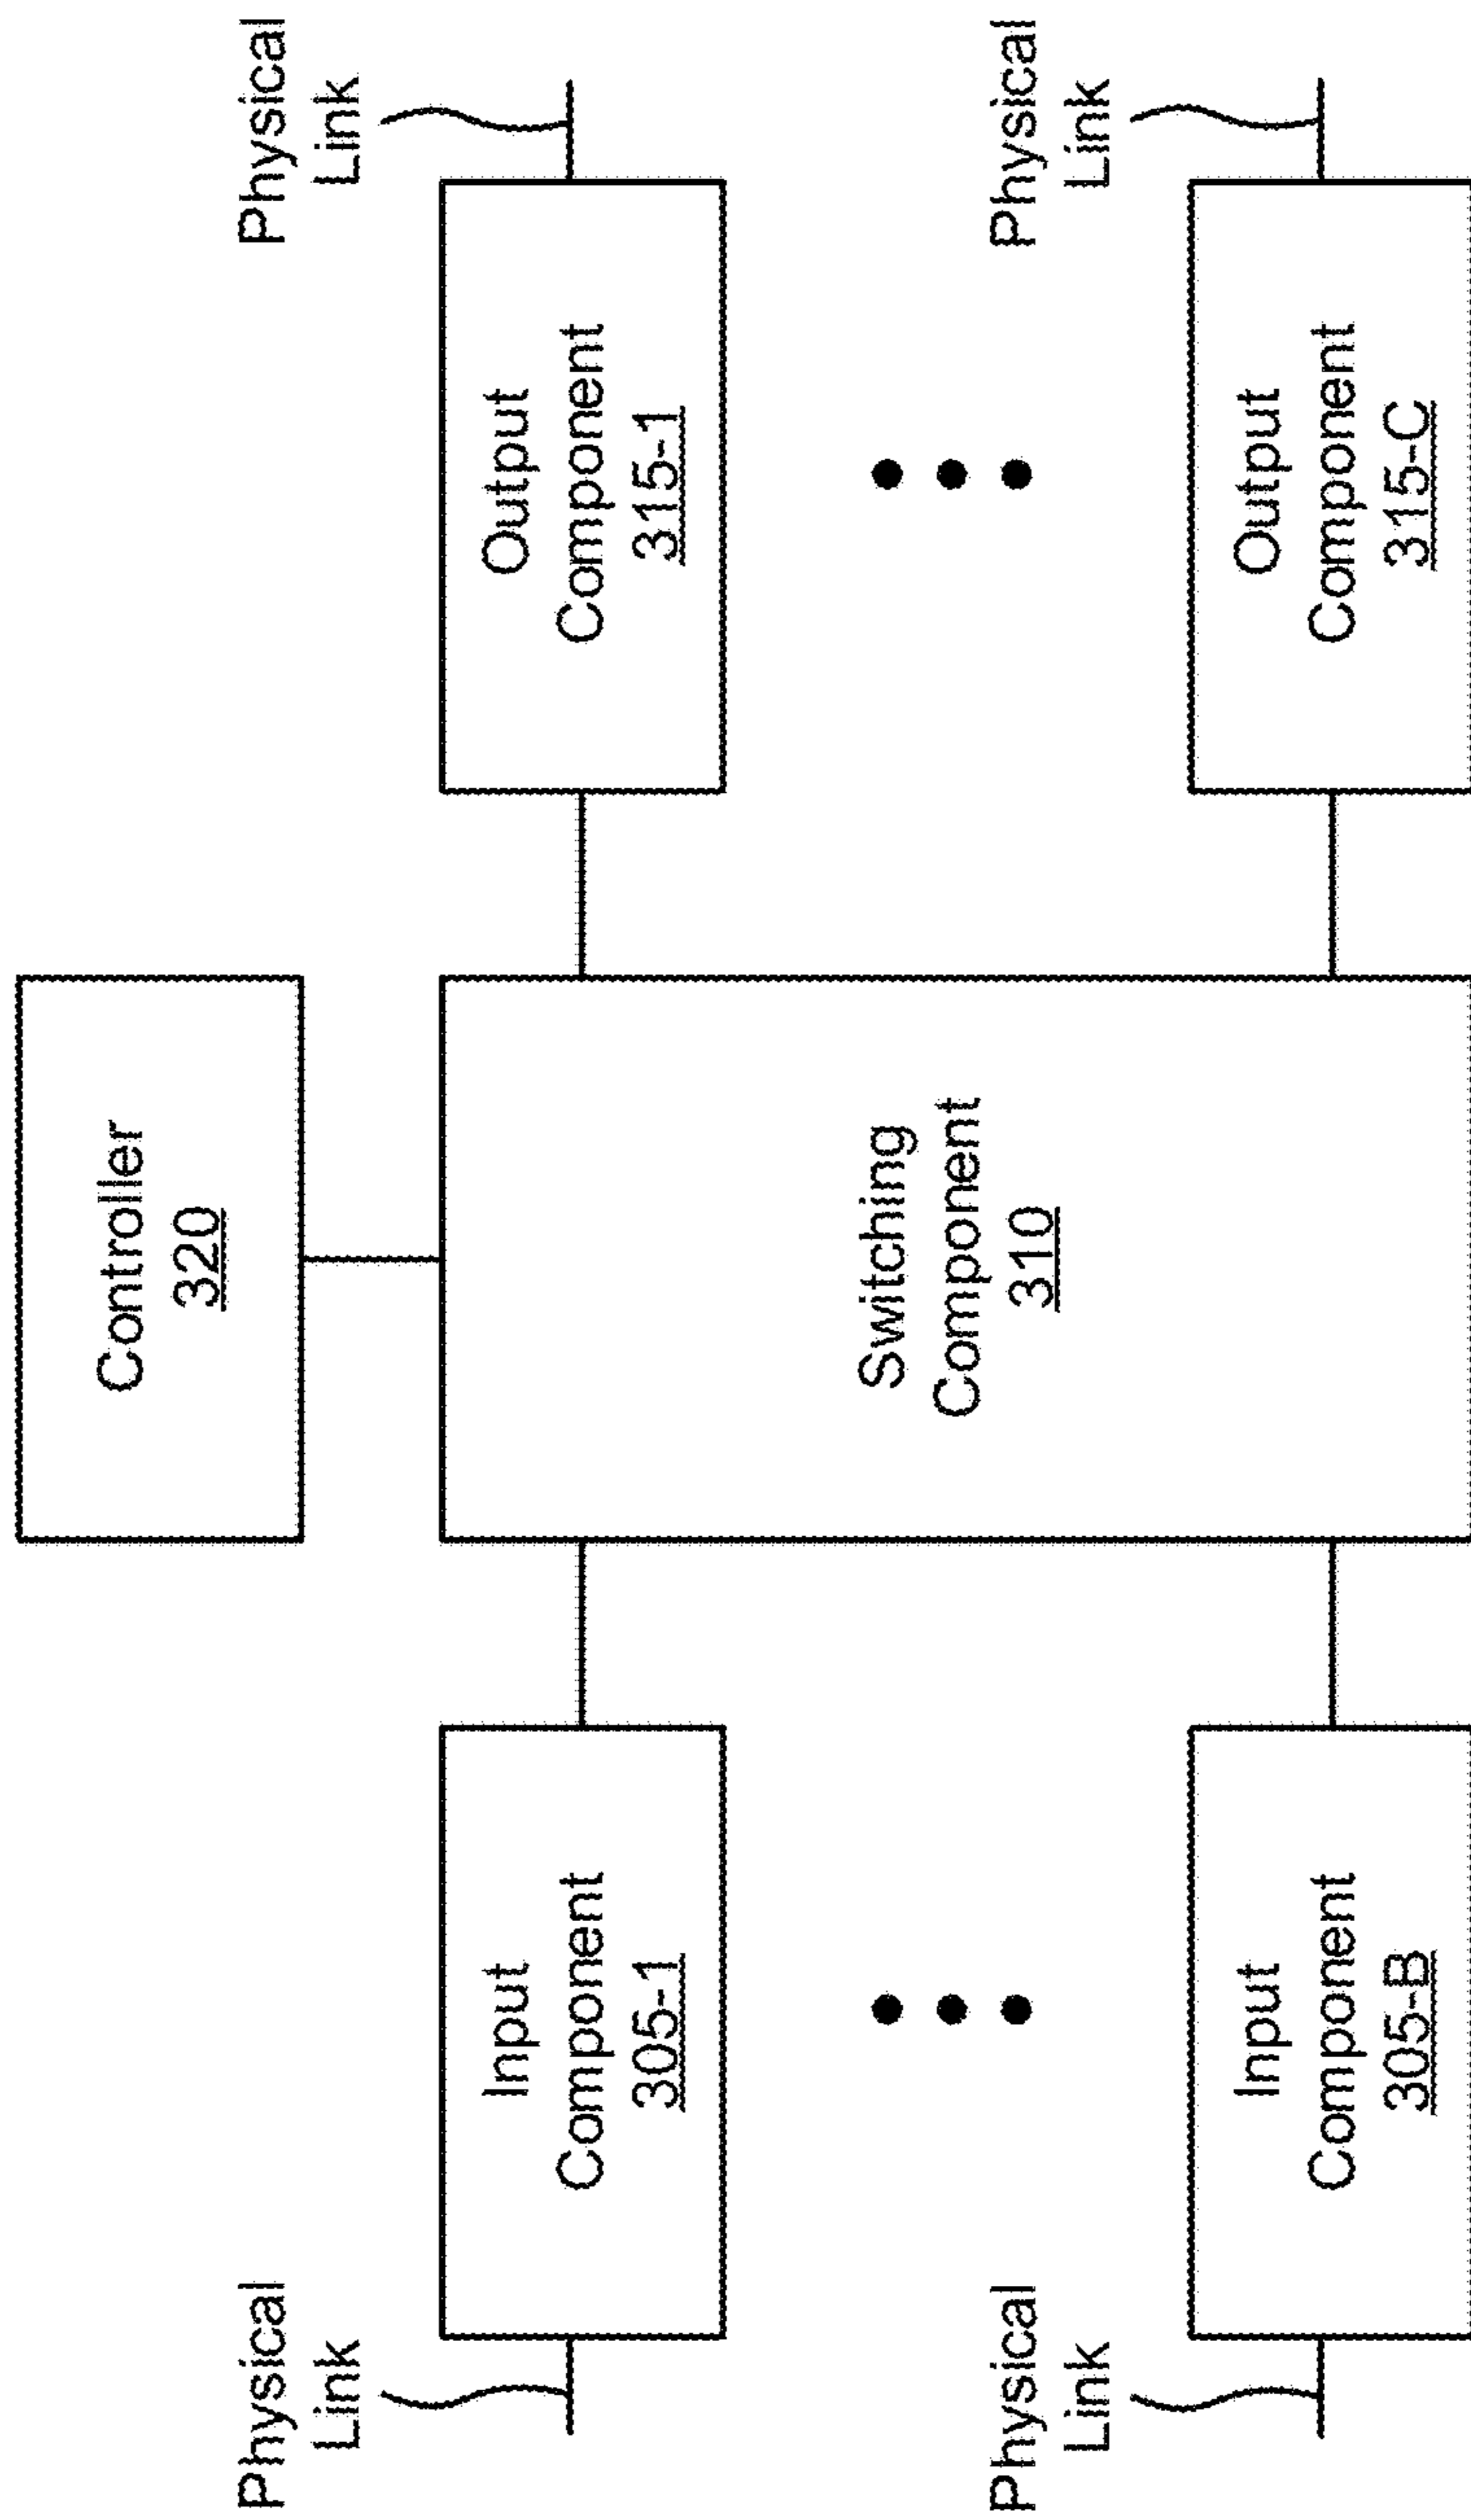 Controller
320
Physical
Link
Input
Component
305-1
Switching
Component
310
Output
Component
315-1
Physical
Link
Physical
Link
Input
Component
305-B
Output
Component
315-C
Physical
Link